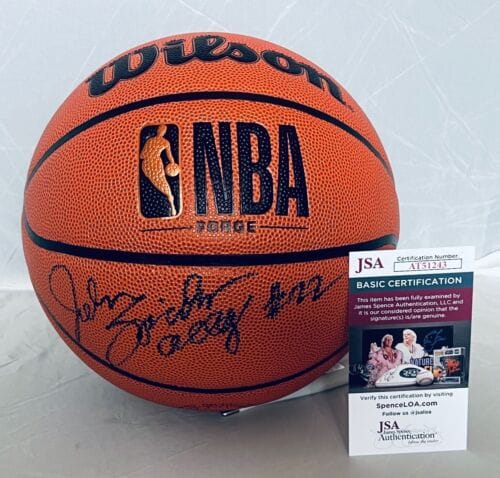 Wilson
NBA
FORGE
John
#22
JSA
Certification Number
AT51243
BASIC CERTIFICATION
This item has been fully examined by
James Spence Authentication, LLC and
it is our considered opinion that the
signature(s) is/are genuine.
Verify this certification by visiting
SpenceLOA.com
Follow us @jsaloa
JSA
James Spence
Authentication